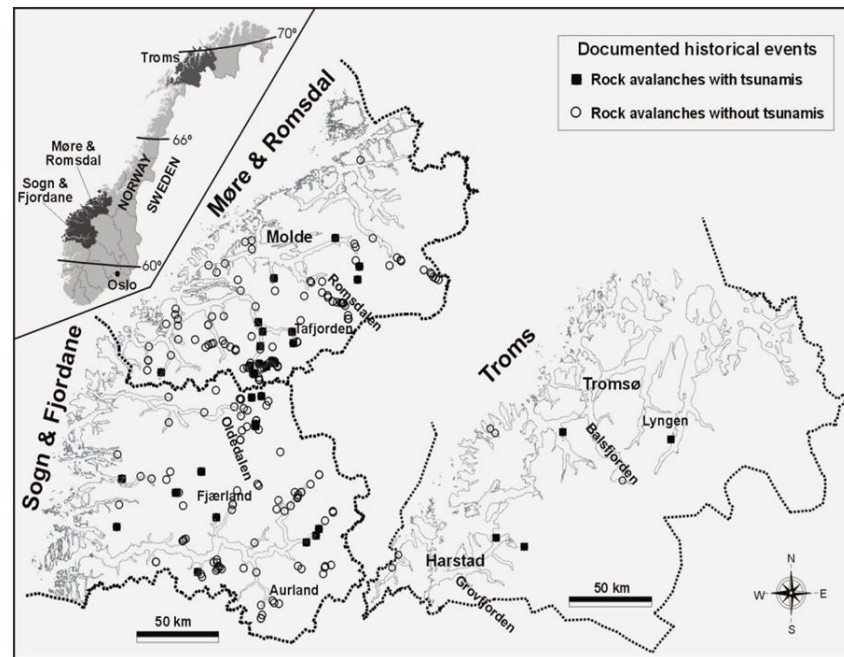 70°
Troms
66°
Møre &
Romsdal
NORWAY
SWEDEN
Sogn &
Fjordane
60°
Oslo
Documented historical events
Rock avalanches with tsunamis
Rock avalanches without tsunamis
Møre & Romsdal
Molde
Romsdalen
Tafjorden
Sogn & Fjordane
Oldedalen
Fjærland
Aurland
50 km
Troms
Tromsø
Lyngen
Balsfjorden
Harstad
Grovfjorden
50 km
N
W E
S